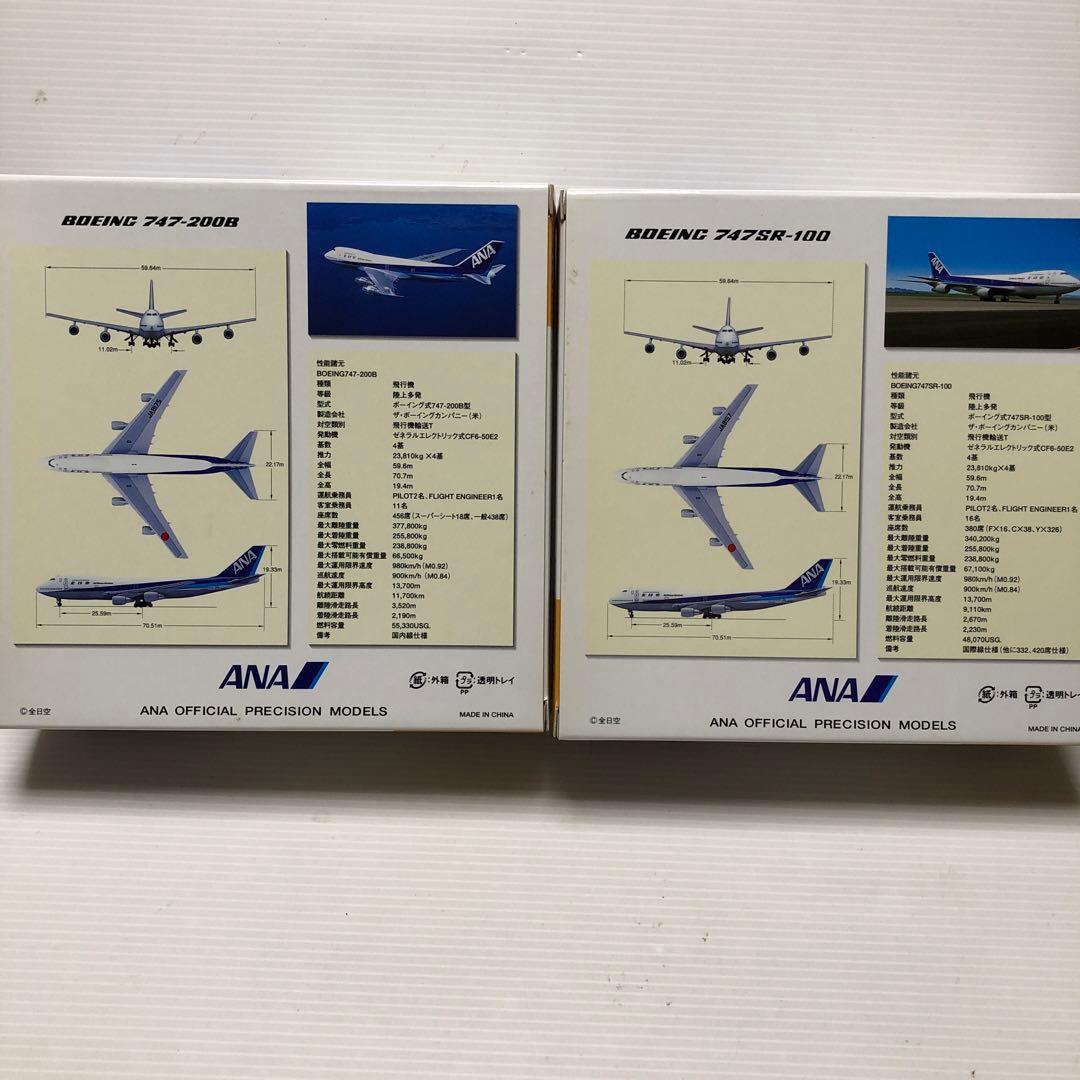 BOEING 747-200B
59.64m
11.02m
JA8175
22.17m
ANA
19.33m
25.59m
70.51m
ANA
性能諸元
BOEING747-200B
種類 飛行機
等級 陸上多発
型式 ボーイング式747-200B型
製造会社 ザ・ボーイングカンパニー(米)
対空類別 飛行機輸送T
発動機 ゼネラルエレクトリック式CF6-50E2
基数 4基
推力 23,810kg ×4基
全幅 59.6m
全長 70.7m
全高 19.4m
運航乗務員 PILOT2名、FLIGHT ENGINEER1名
客室乗務員 11名
座席数 456席(スーパーシート18席、一般438席)
最大離陸重量 377,800kg
最大着陸重量 255,800kg
最大零燃料重量 238,800kg
最大搭載可能有償重量 66,500kg
最大運用限界速度 980km/h (M0.92)
巡航速度 900km/h (M0.84)
最大運用限界高度 13,700m
航続距離 11,700km
離陸滑走路長 3,520m
着陸滑走路長 2,190m
燃料容量 55,330USG.
備考 国内線仕様
ANA
紙:外箱 プラ:透明トレイ
PP
©全日空
ANA OFFICIAL PRECISION MODELS
MADE IN CHINA
BOEING 747SR-100
59.64m
11.02m
22.17m
ANA
19.33m
25.59m
70.51m
ANA
性能諸元
BOEING747SR-100
種類 飛行機
等級 陸上多発
型式 ボーイング式747SR-100型
製造会社 ザ・ボーイングカンパニー(米)
対空類別 飛行機輸送T
発動機 ゼネラルエレクトリック式CF6-50E2
基数 4基
推力 23,810kg×4基
全幅 59.6m
全長 70.7m
全高 19.4m
運航乗務員 PILOT2名、FLIGHT ENGINEER1名
客室乗務員 16名
座席数 380席(F×16、C×38、Y×326)
最大離陸重量 340,200kg
最大着陸重量 255,800kg
最大零燃料重量 238,800kg
最大搭載可能有償重量 67,100kg
最大運用限界速度 980km/h (M0.92)
巡航速度 900km/h (M0.84)
最大運用限界高度 13,700m
航続距離 9,110km
離陸滑走路長 2,670m
着陸滑走路長 2,230m
燃料容量 48,070USG.
備考 国際線仕様(他に332、420席仕様)
ANA
紙:外箱 プラ:透明トレイ
PP
©全日空
ANA OFFICIAL PRECISION MODELS
MADE IN CHINA